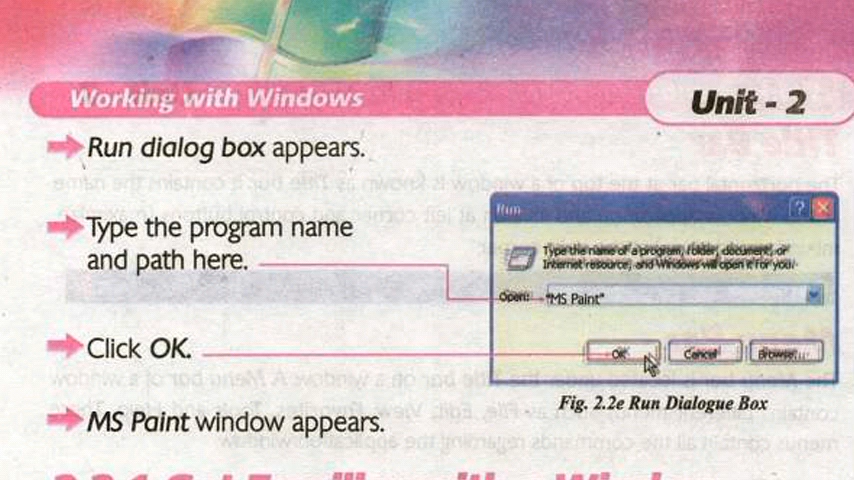 Working with Windows
Unit - 2
Run dialog box appears.
Type the program name
and path here.
Run
Type the name of a program, folder, document, or
Internet resource, and Windows will open it for you.
Open: "MS Paint"
OK Cancel Browse...
Click OK.
Fig. 2.2e Run Dialogue Box
MS Paint window appears.